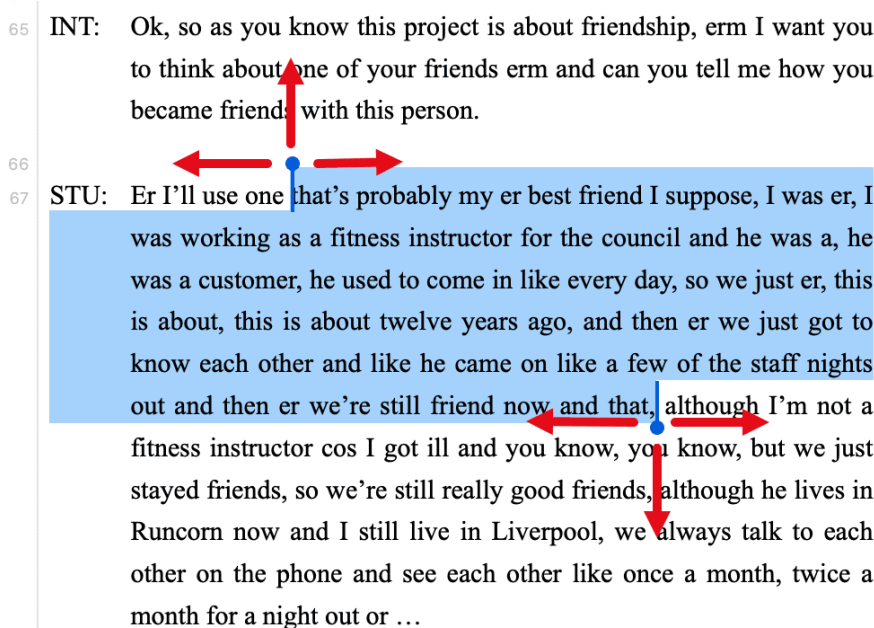 65 INT: Ok, so as you know this project is about friendship, erm I want you
to think about one of your friends erm and can you tell me how you
became friends with this person.
66
67 STU: Er I’ll use one that’s probably my er best friend I suppose, I was er, I
was working as a fitness instructor for the council and he was a, he
was a customer, he used to come in like every day, so we just er, this
is about, this is about twelve years ago, and then er we just got to
know each other and like he came on like a few of the staff nights
out and then er we’re still friend now and that, although I’m not a
fitness instructor cos I got ill and you know, you know, but we just
stayed friends, so we’re still really good friends, although he lives in
Runcorn now and I still live in Liverpool, we always talk to each
other on the phone and see each other like once a month, twice a
month for a night out or …